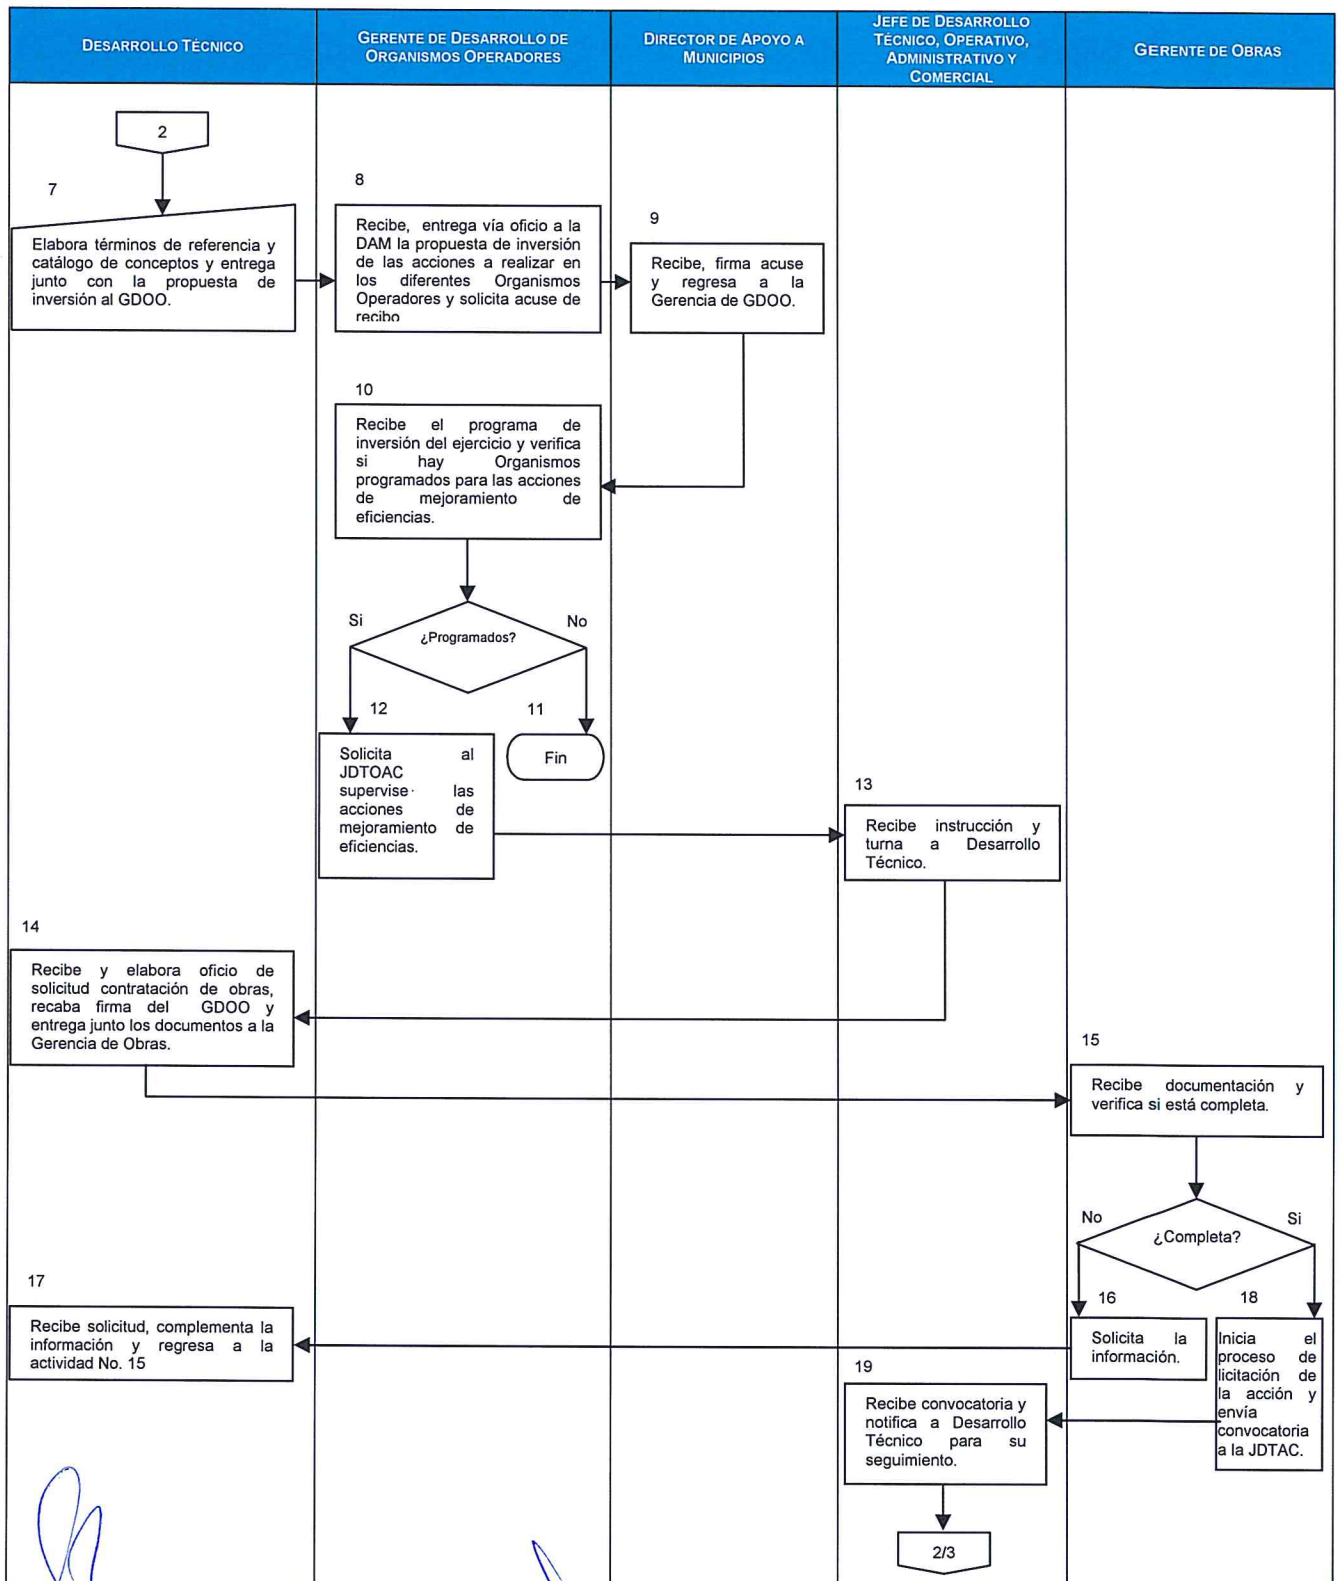 DESARROLLO TÉCNICO
GERENTE DE DESARROLLO DE
ORGANISMOS OPERADORES
DIRECTOR DE APOYO A
MUNICIPIOS
JEFE DE DESARROLLO
TÉCNICO, OPERATIVO,
ADMINISTRATIVO Y
COMERCIAL
GERENTE DE OBRAS
2
7
Elabora términos de referencia y
catálogo de conceptos y entrega
junto con la propuesta de
inversión al GDOO.
8
Recibe, entrega vía oficio a la
DAM la propuesta de inversión
de las acciones a realizar en
los diferentes Organismos
Operadores y solicita acuse de
recibo
9
Recibe, firma acuse
y regresa a la
Gerencia de GDOO.
10
Recibe el programa de
inversión del ejercicio y verifica
si hay Organismos
programados para las acciones
de mejoramiento de
eficiencias.
Si
¿Programados?
No
12
Solicita al
JDTOAC
supervise las
acciones de
mejoramiento de
eficiencias.
11
Fin
13
Recibe instrucción y
turna a Desarrollo
Técnico.
14
Recibe y elabora oficio de
solicitud contratación de obras,
recaba firma del GDOO y
entrega junto los documentos a la
Gerencia de Obras.
15
Recibe documentación y
verifica si está completa.
No
¿Completa?
Si
16
Solicita la
información.
17
Recibe solicitud, complementa la
información y regresa a la
actividad No. 15
18
Inicia el
proceso de
licitación de
la acción y
envía
convocatoria
a la JDTAC.
19
Recibe convocatoria y
notifica a Desarrollo
Técnico para su
seguimiento.
2/3